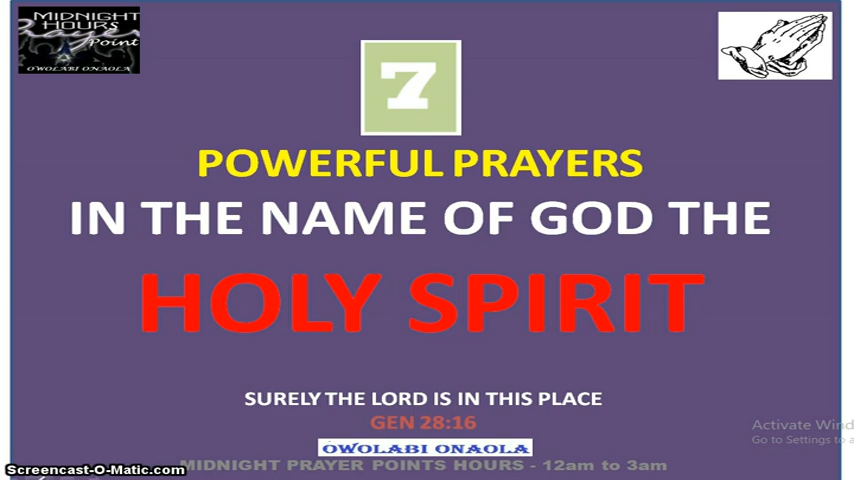 MIDNIGHT
HOURS
Prayer
Point
OWOLABI ONAOLA
7
POWERFUL PRAYERS
IN THE NAME OF GOD THE
HOLY SPIRIT
SURELY THE LORD IS IN THIS PLACE
GEN 28:16
OWOLABI ONAOLA
MIDNIGHT PRAYER POINTS HOURS - 12am to 3am
Activate Wind
Go to Settings to a
Screencast-O-Matic.com